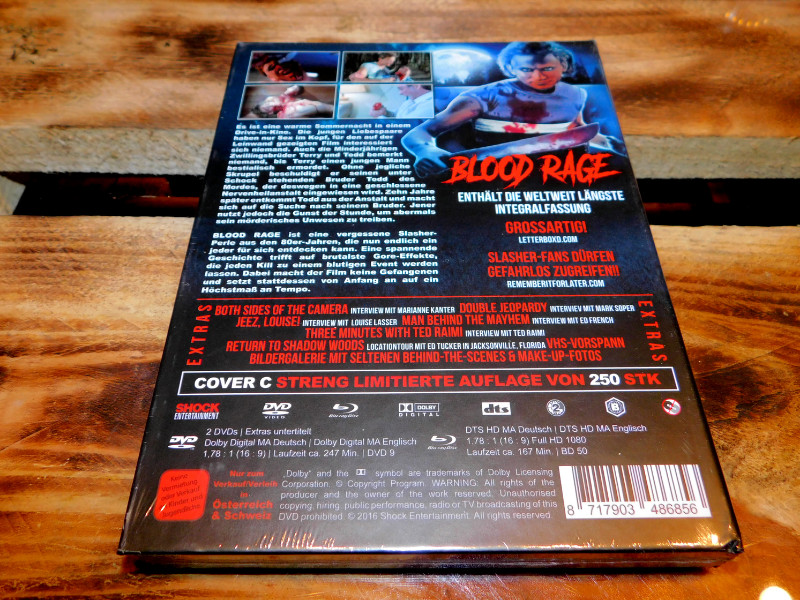 Es ist eine warme Sommernacht in einem
Drive-in-Kino. Die jungen Liebespaare
haben nur Sex im Kopf, für den auf der
Leinwand gezeigten Film interessiert
sich niemand. Auch die Minderjährigen
Zwillingsbrüder Terry und Todd bemerkt
niemand, bis Terry einen jungen Mann
bestialisch ermordet. Ohne jegliche
Skrupel beschuldigt er seinen unter
Schock stehenden Bruder Todd des
Mordes, der deswegen in eine geschlossene
Nervenheilanstalt eingewiesen wird. Zehn Jahre
später entkommt Todd aus der Anstalt und macht
sich auf die Suche nach seinem Bruder. Jener
nutzt jedoch die Gunst der Stunde, um abermals
sein mörderisches Unwesen zu treiben.
BLOOD RAGE ist eine vergessene Slasher-
Perle aus den 80er-Jahren, die nun endlich ein
jeder für sich entdecken kann. Eine spannende
Geschichte trifft auf brutalste Gore-Effekte,
die jeden Kill zu einem blutigen Event werden
lassen. Dabei macht der Film keine Gefangenen
und setzt stattdessen von Anfang an auf ein
Höchstmaß an Tempo.
BLOOD RAGE
ENTHÄLT DIE WELTWEIT LÄNGSTE
INTEGRALFASSUNG
GROSSARTIG!
LETTERBOXD.COM
SLASHER-FANS DÜRFEN
GEFAHRLOS ZUGREIFEN!!
REMEMBERITFORLATER.COM
EXTRAS
BOTH SIDES OF THE CAMERA INTERVIEW MIT MARIANNE KANTER DOUBLE JEOPARDY INTERVIEV MIT MARK SOPER
JEEZ, LOUISE! INTERVIEW MIT LOUISE LASSER MAN BEHIND THE MAYHEM INTERVIEW MIT ED FRENCH
THREE MINUTES WITH TED RAIMI INTERVIEW MIT TED RAIMI
RETURN TO SHADOW WOODS LOCATIONTOUR MIT ED TUCKER IN JACKSONVILLE, FLORIDA VHS-VORSPANN
BILDERGALERIE MIT SELTENEN BEHIND-THE-SCENES & MAKE-UP-FOTOS
EXTRAS
COVER C STRENG LIMITIERTE AUFLAGE VON 250 STK
SHOCK
ENTERTAINMENT
DVD
VIDEO
Blu-ray Disc
DOLBY
DIGITAL
dts
2
B
DVD
VIDEO
2 DVDs | Extras untertitelt
Dolby Digital MA Deutsch | Dolby Digital MA Englisch
1,78 : 1 (16 : 9) | Laufzeit ca. 247 Min. | DVD 9
Blu-ray Disc
DTS HD MA Deutsch | DTS HD MA Englisch
1,78 : 1 (16 : 9) Full HD 1080
Laufzeit ca. 167 Min. | BD 50
Keine
Vermietung
oder Verkauf
an Kinder und
Jugendliche
Nur zum
Verkauf/Verleih
in
Österreich
& Schweiz
„Dolby" and the symbol are trademarks of Dolby Licensing
Corporation. © Copyright Program. WARNING: All rights of the
producer and the owner of the work reserved. Unauthorised
copying, hiring, public performance, radio or TV broadcasting of this
DVD prohibited. © 2016 Shock Entertainment. All rights reserved.
8 717903 486856